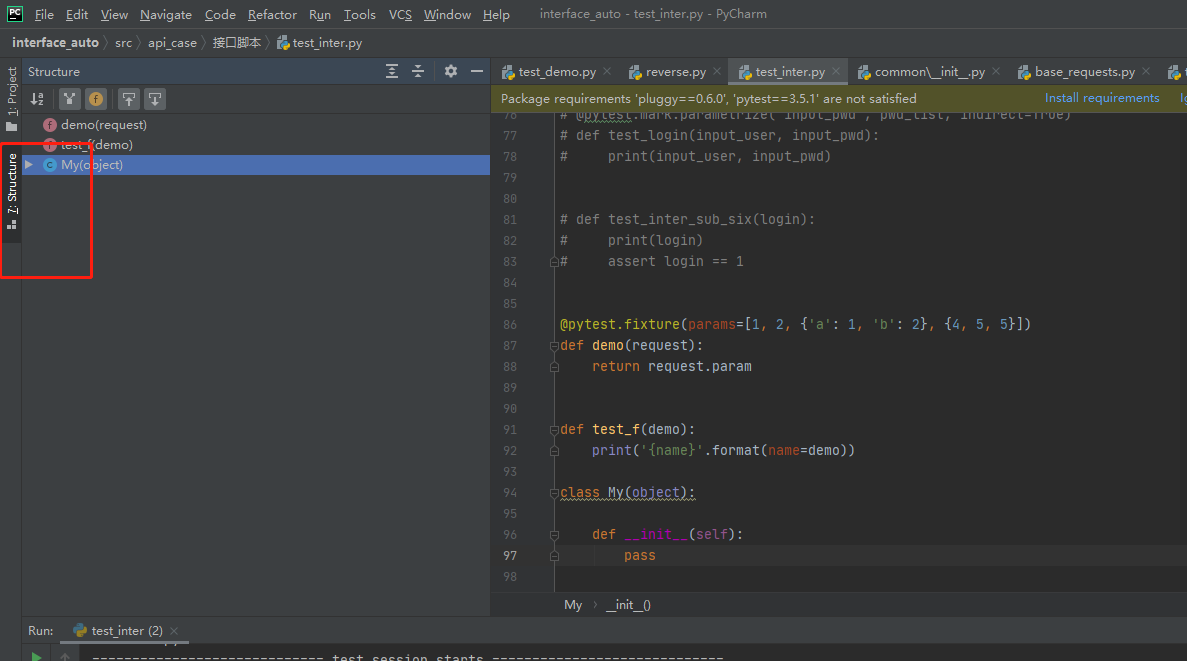 PC File Edit View Navigate Code Refactor Run Tools VCS Window Help interface_auto - test_inter.py - PyCharm
interface_auto src api_case 接口脚本 test_inter.py
1: Project
7: Structure
Structure
demo(request)
test_f(demo)
My(object)
test_demo.py reverse.py test_inter.py common\__init__.py base_requests.py
Package requirements 'pluggy==0.6.0', 'pytest==3.5.1' are not satisfied Install requirements
76 # @pytest.mark.parametrize("input_pwd", pwd_list, indirect=True)
77 # def test_login(input_user, input_pwd):
78 # print(input_user, input_pwd)
79
80
81 # def test_inter_sub_six(login):
82 # print(login)
83 # assert login == 1
84
85
86 @pytest.fixture(params=[1, 2, {'a': 1, 'b': 2}, {4, 5, 5}])
87 def demo(request):
88 return request.param
89
90
91 def test_f(demo):
92 print('{name}'.format(name=demo))
93
94 class My(object):
95
96 def __init__(self):
97 pass
98
My __init__()
Run: test_inter (2)
----------------------------- test session starts -----------------------------